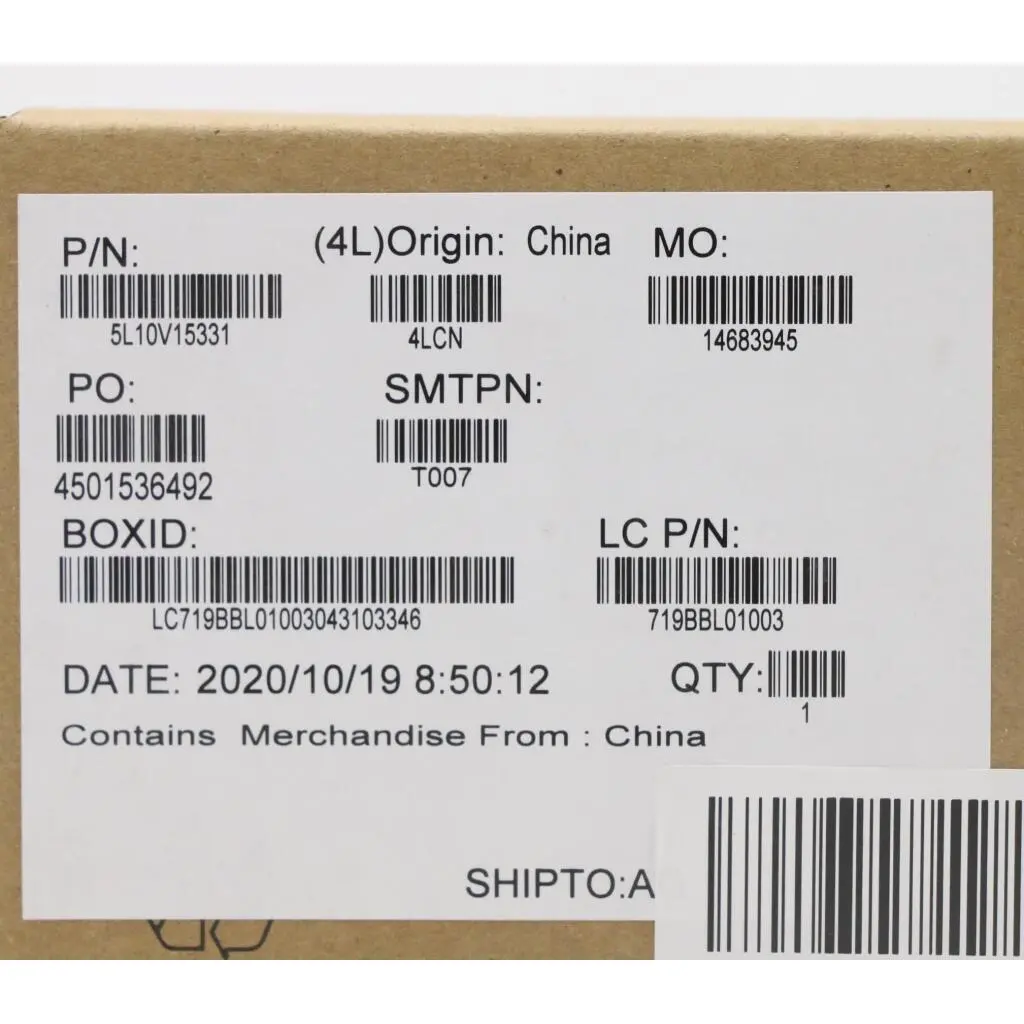 P/N:
(4L)Origin: China
MO:
5L10V15331
4LCN
14683945
PO:
SMTPN:
4501536492
T007
BOXID:
LC P/N:
LC719BBL01003043103346
719BBL01003
DATE: 2020/10/19 8:50:12
QTY:
1
Contains Merchandise From : China
SHIPTO:A